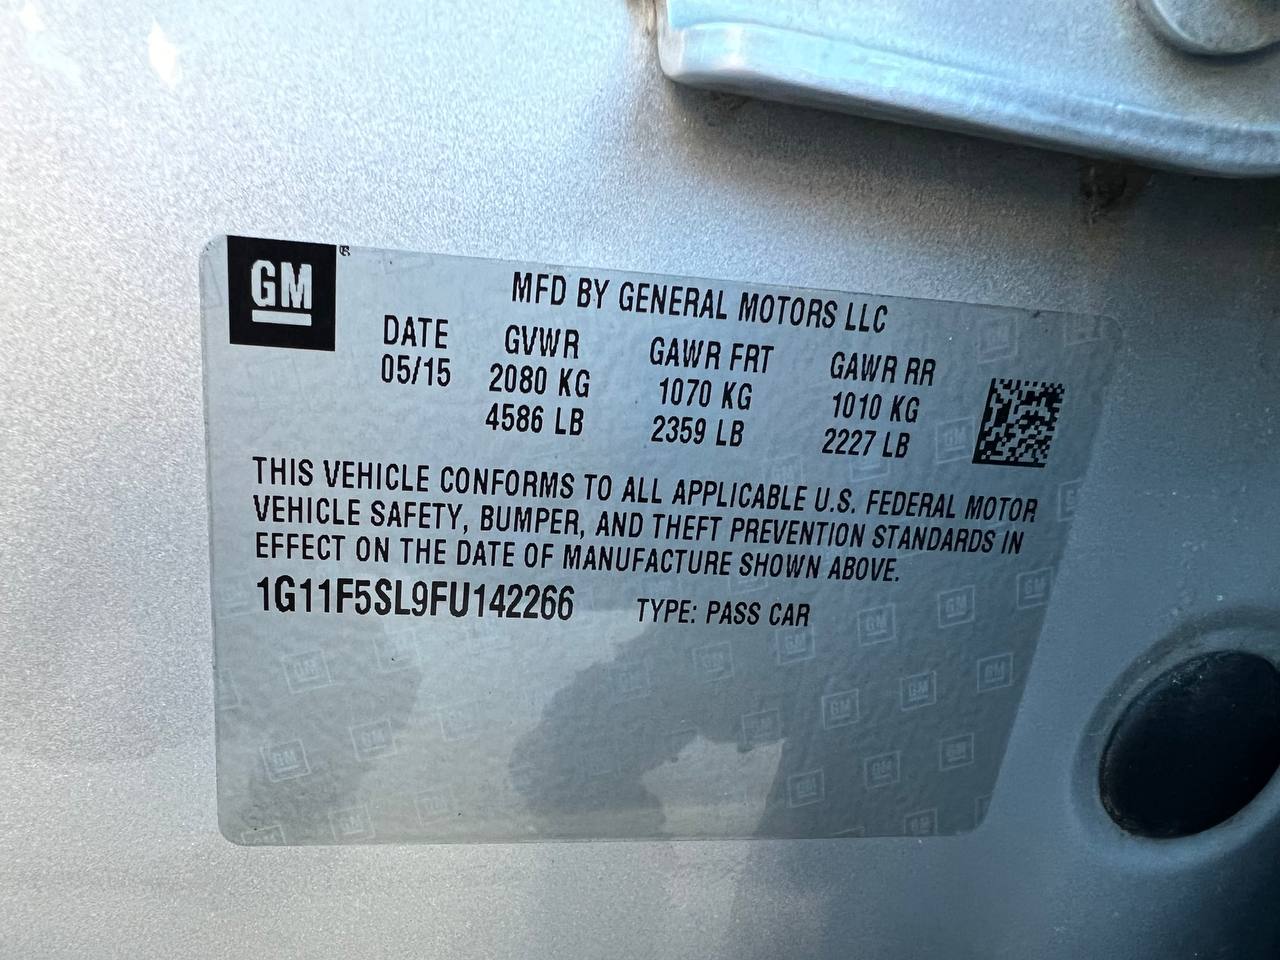 GM
MFD BY GENERAL MOTORS LLC
DATE GVWR GAWR FRT GAWR RR
05/15 2080 KG 1070 KG 1010 KG
4586 LB 2359 LB 2227 LB
THIS VEHICLE CONFORMS TO ALL APPLICABLE U.S. FEDERAL MOTOR
VEHICLE SAFETY, BUMPER, AND THEFT PREVENTION STANDARDS IN
EFFECT ON THE DATE OF MANUFACTURE SHOWN ABOVE.
1G11F5SL9FU142266 TYPE: PASS CAR